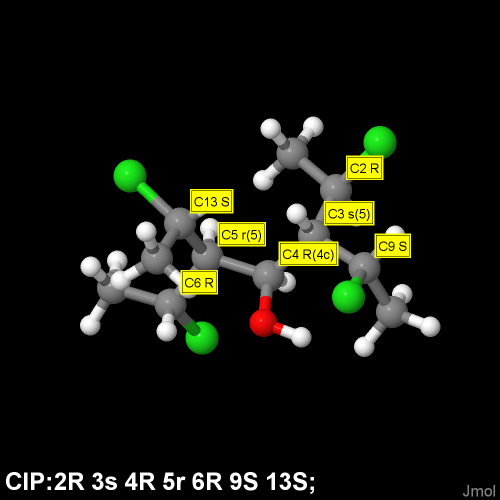 C2 R
C13 S
C3 s(5)
C5 r(5)
C9 S
C4 R(4c)
C6 R
CIP:2R 3s 4R 5r 6R 9S 13S;
Jmol